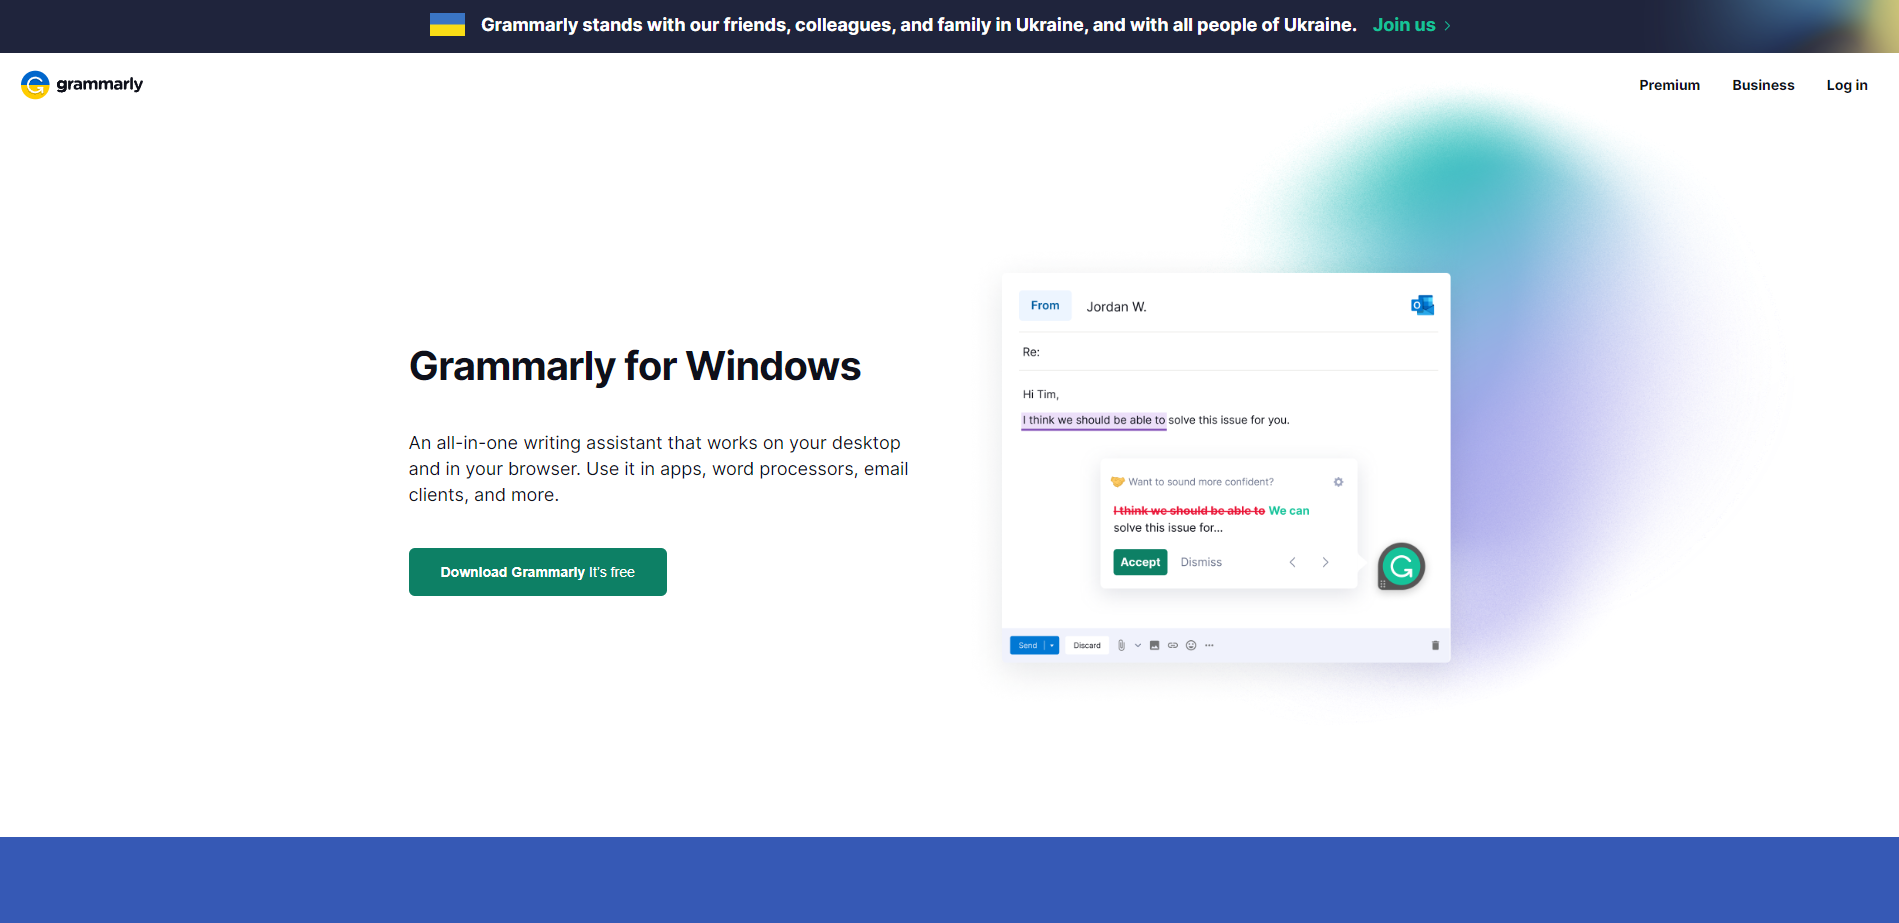 Grammarly stands with our friends, colleagues, and family in Ukraine, and with all people of Ukraine. Join us
grammarly
Premium Business Log in
Grammarly for Windows
An all-in-one writing assistant that works on your desktop
and in your browser. Use it in apps, word processors, email
clients, and more.
Download Grammarly It's free
From Jordan W.
Re:
Hi Tim,
I think we should be able to solve this issue for you.
Want to sound more confident?
I think we should be able to We can
solve this issue for...
Accept Dismiss
Send Discard